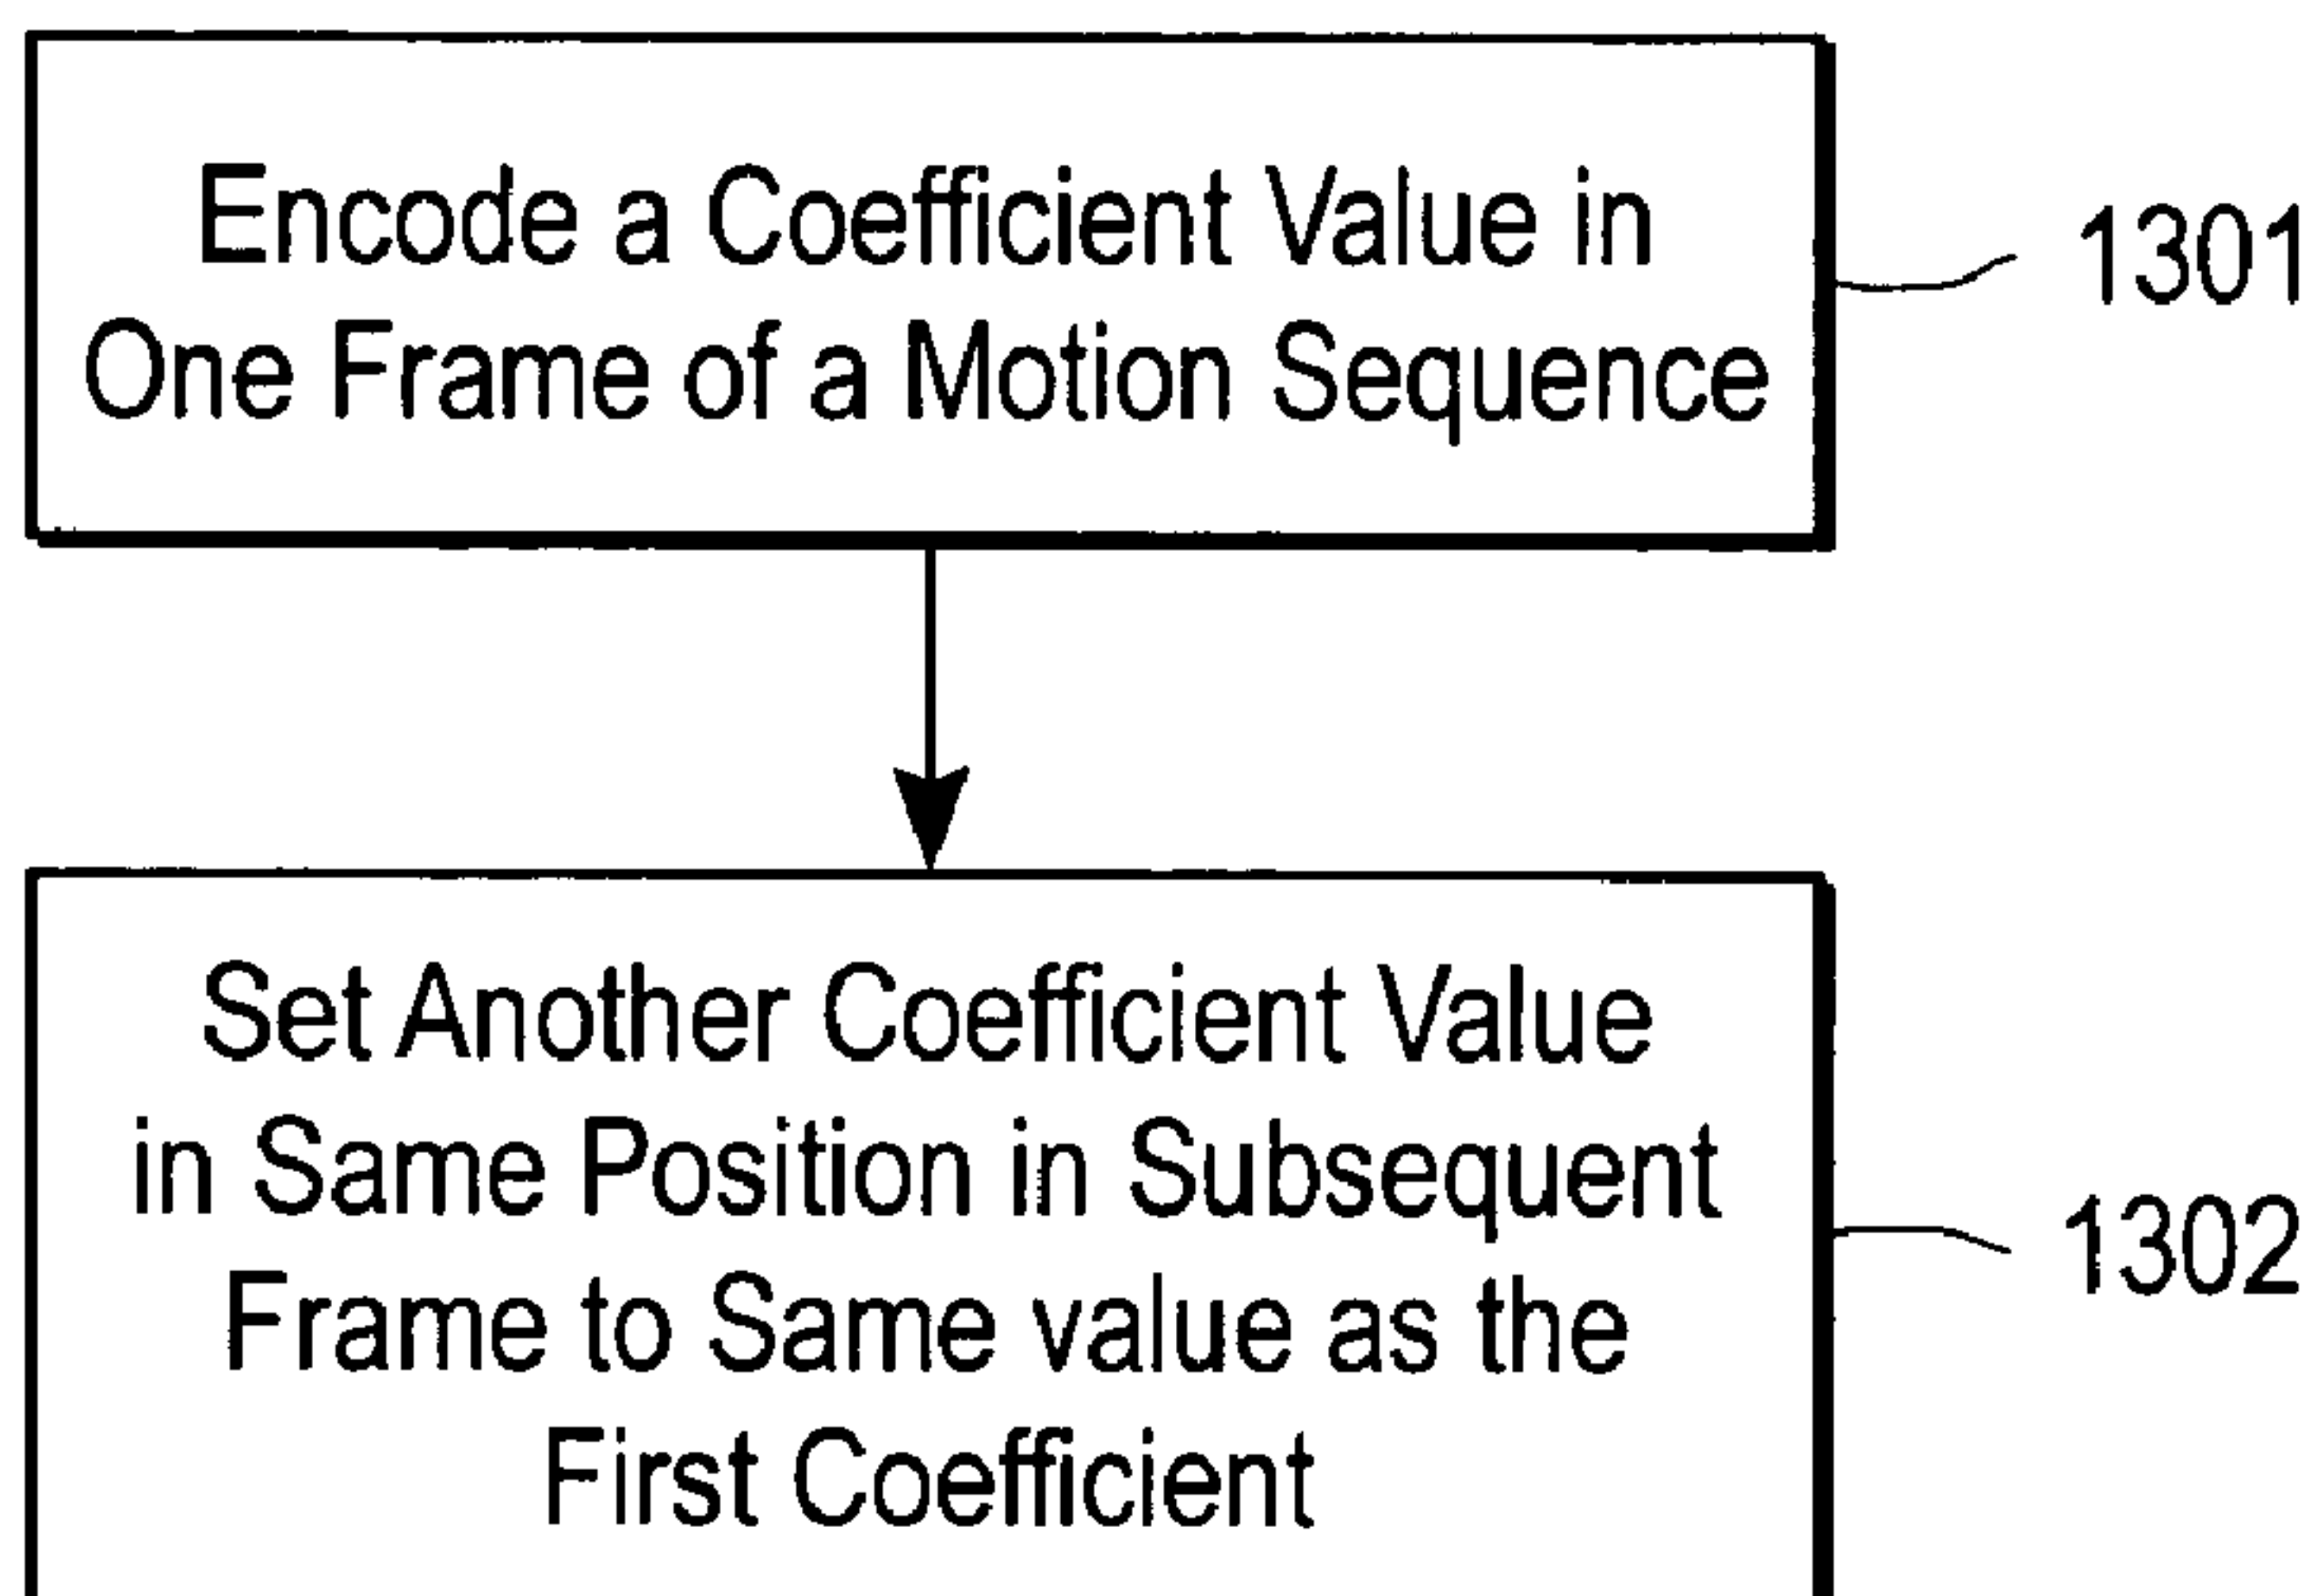 Encode a Coefficient Value in
One Frame of a Motion Sequence
1301
Set Another Coefficient Value
in Same Position in Subsequent
Frame to Same value as the
First Coefficient
1302